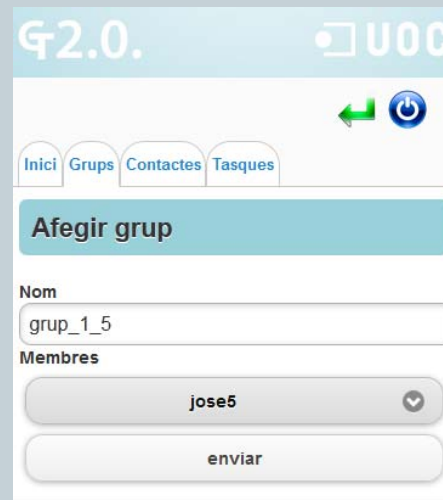 G2.0. UOC
Inici Grups Contactes Tasques
Afegir grup
Nom
grup_1_5
Membres
jose5
enviar